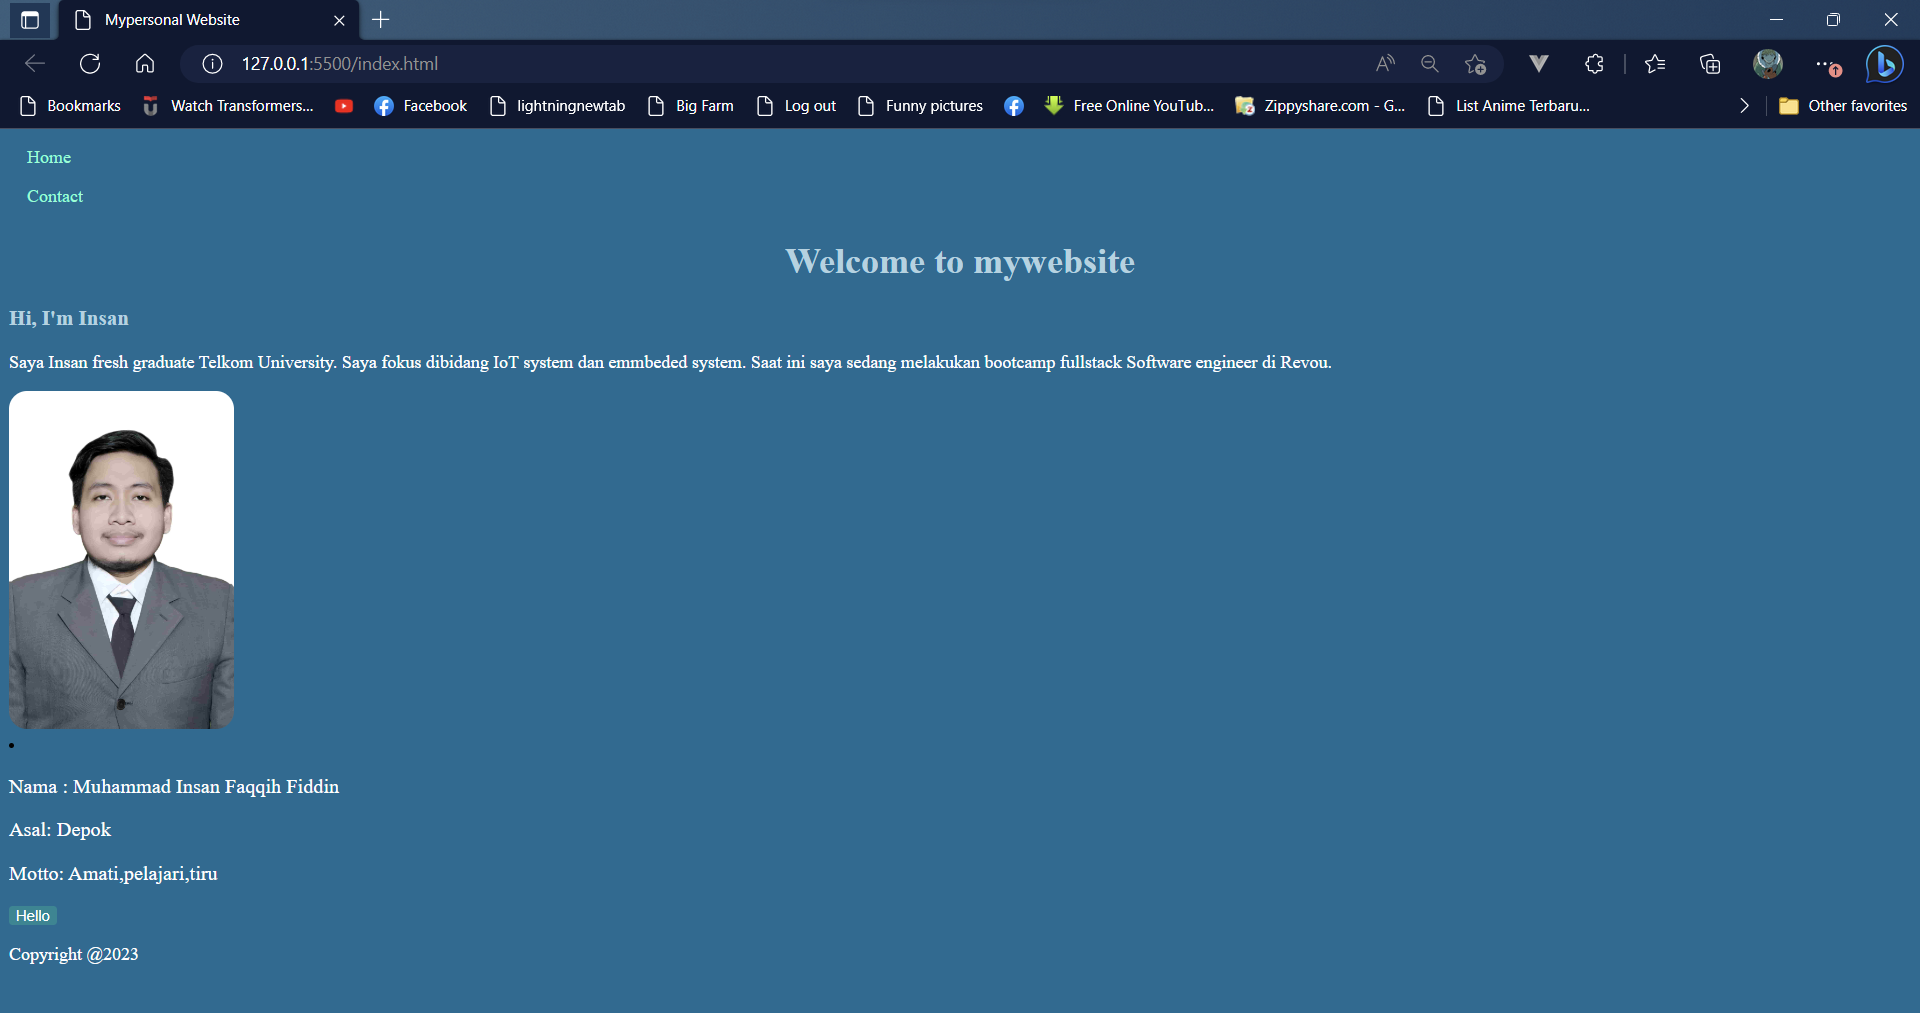 Mypersonal Website
127.0.0.1:5500/index.html
Bookmarks Watch Transformers... Facebook lightningnewtab Big Farm Log out Funny pictures Free Online YouTub... Zippyshare.com - G... List Anime Terbaru... Other favorites
Home
Contact
Welcome to mywebsite
Hi, I'm Insan
Saya Insan fresh graduate Telkom University. Saya fokus dibidang IoT system dan emmbeded system. Saat ini saya sedang melakukan bootcamp fullstack Software engineer di Revou.
Nama : Muhammad Insan Faqqih Fiddin
Asal: Depok
Motto: Amati,pelajari,tiru
Hello
Copyright @2023